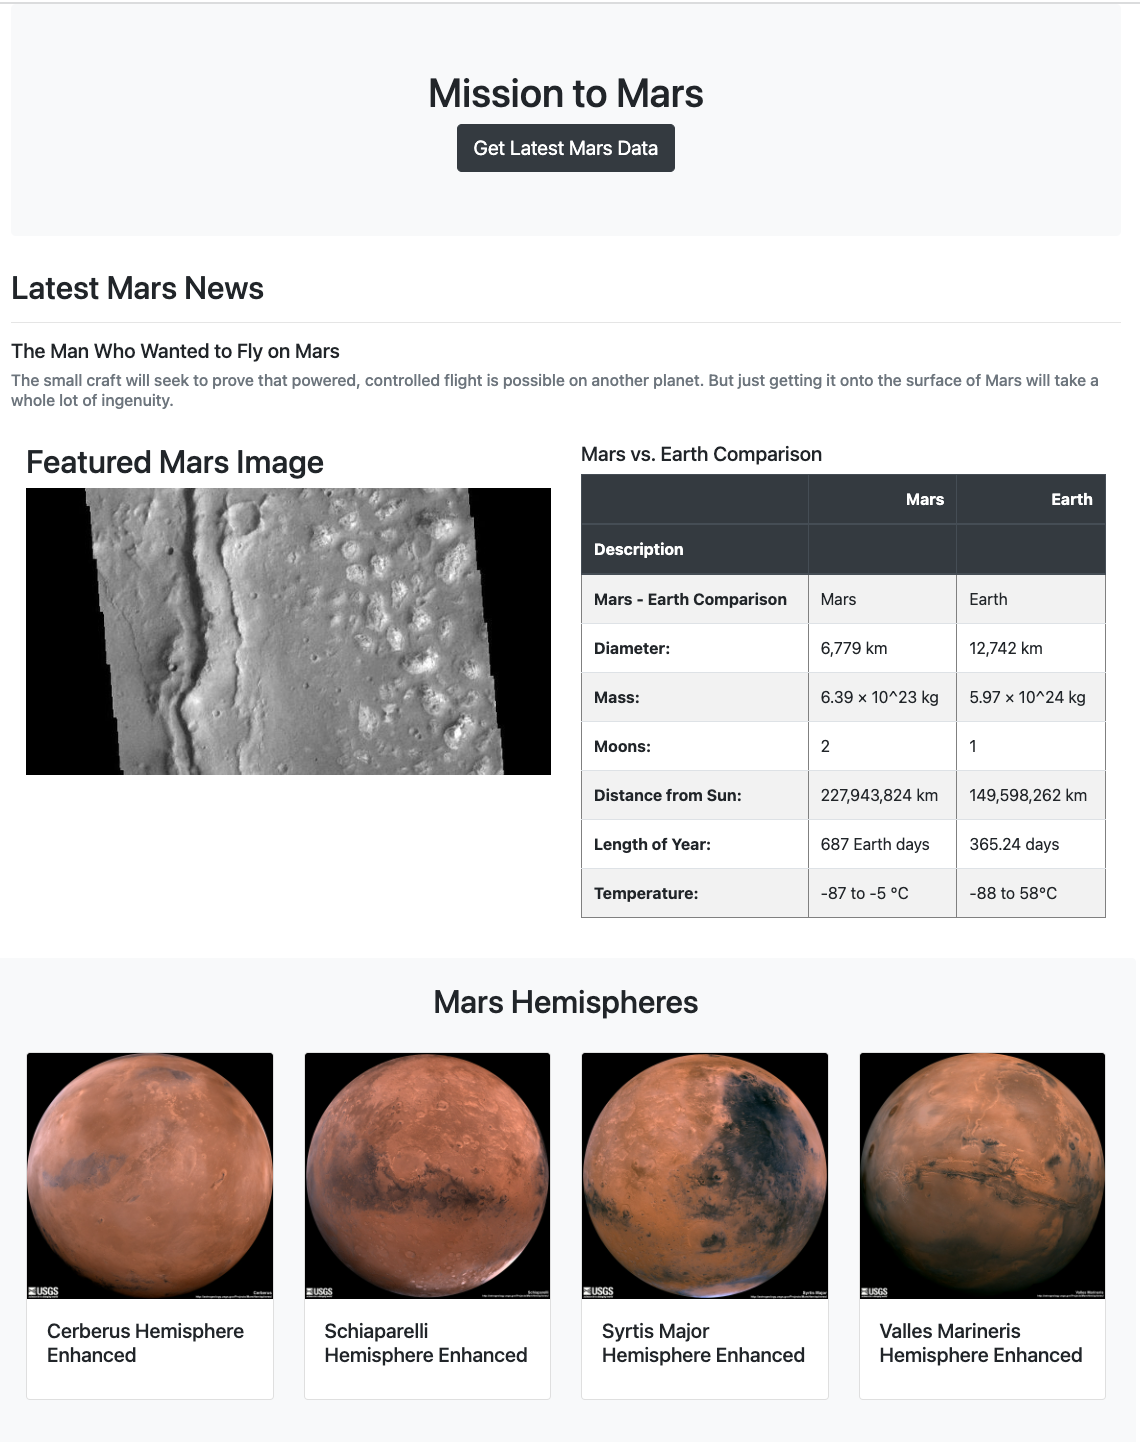 Mission to Mars
Get Latest Mars Data
Latest Mars News
The Man Who Wanted to Fly on Mars
The small craft will seek to prove that powered, controlled flight is possible on another planet. But just getting it onto the surface of Mars will take a
whole lot of ingenuity.
Featured Mars Image
Mars vs. Earth Comparison
Mars Earth
Description
Mars - Earth Comparison Mars Earth
Diameter: 6,779 km 12,742 km
Mass: 6.39 × 10^23 kg 5.97 × 10^24 kg
Moons: 2 1
Distance from Sun: 227,943,824 km 149,598,262 km
Length of Year: 687 Earth days 365.24 days
Temperature: -87 to -5 °C -88 to 58°C
Mars Hemispheres
USGS Cerberus
USGS Schiaparelli
USGS Syrtis Major
USGS Valles Marineris
Cerberus Hemisphere
Enhanced
Schiaparelli
Hemisphere Enhanced
Syrtis Major
Hemisphere Enhanced
Valles Marineris
Hemisphere Enhanced